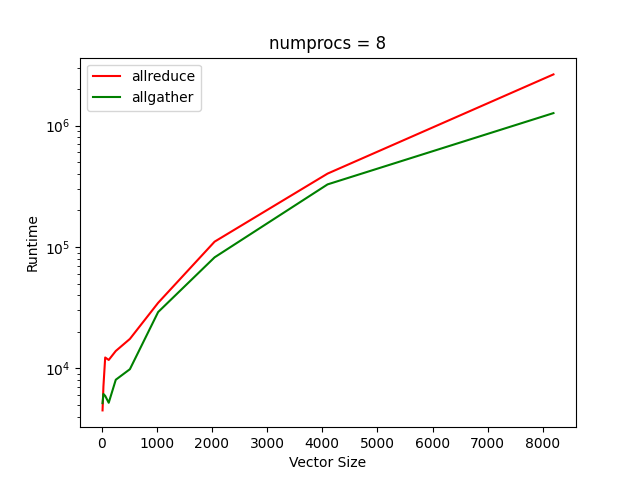 numprocs = 8
allreduce
allgather
10⁶
10⁵
10⁴
Runtime
0 1000 2000 3000 4000 5000 6000 7000 8000
Vector Size